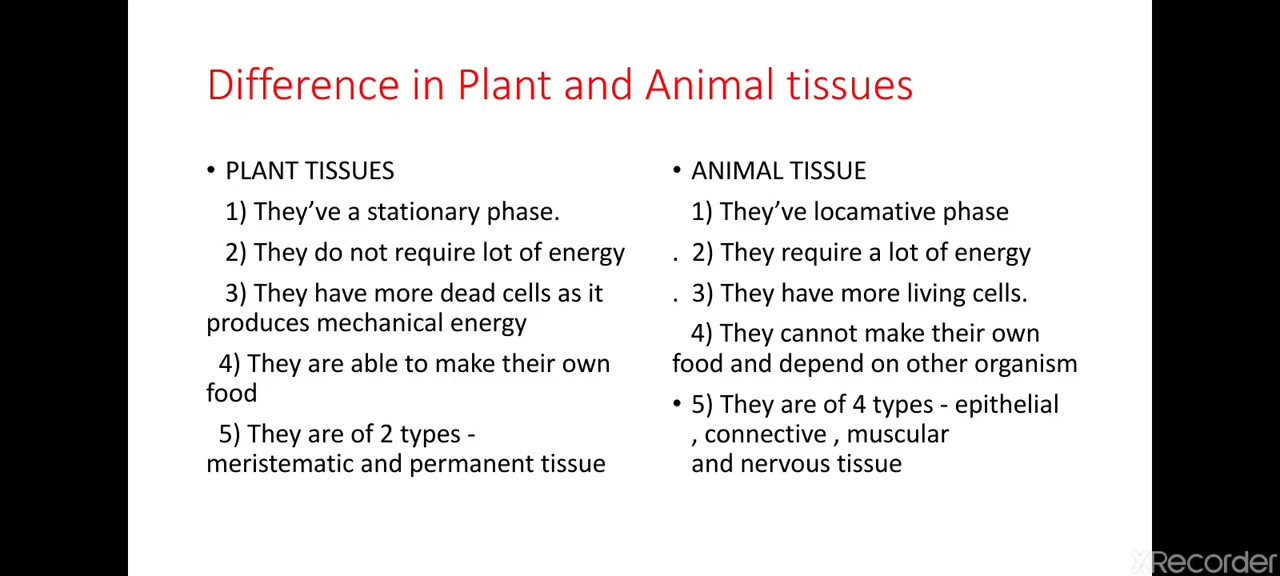 Difference in Plant and Animal tissues
• PLANT TISSUES
1) They’ve a stationary phase.
2) They do not require lot of energy
3) They have more dead cells as it
produces mechanical energy
4) They are able to make their own
food
5) They are of 2 types -
meristematic and permanent tissue
• ANIMAL TISSUE
1) They’ve locamative phase
. 2) They require a lot of energy
. 3) They have more living cells.
4) They cannot make their own
food and depend on other organism
• 5) They are of 4 types - epithelial
, connective , muscular
and nervous tissue
XRecorder